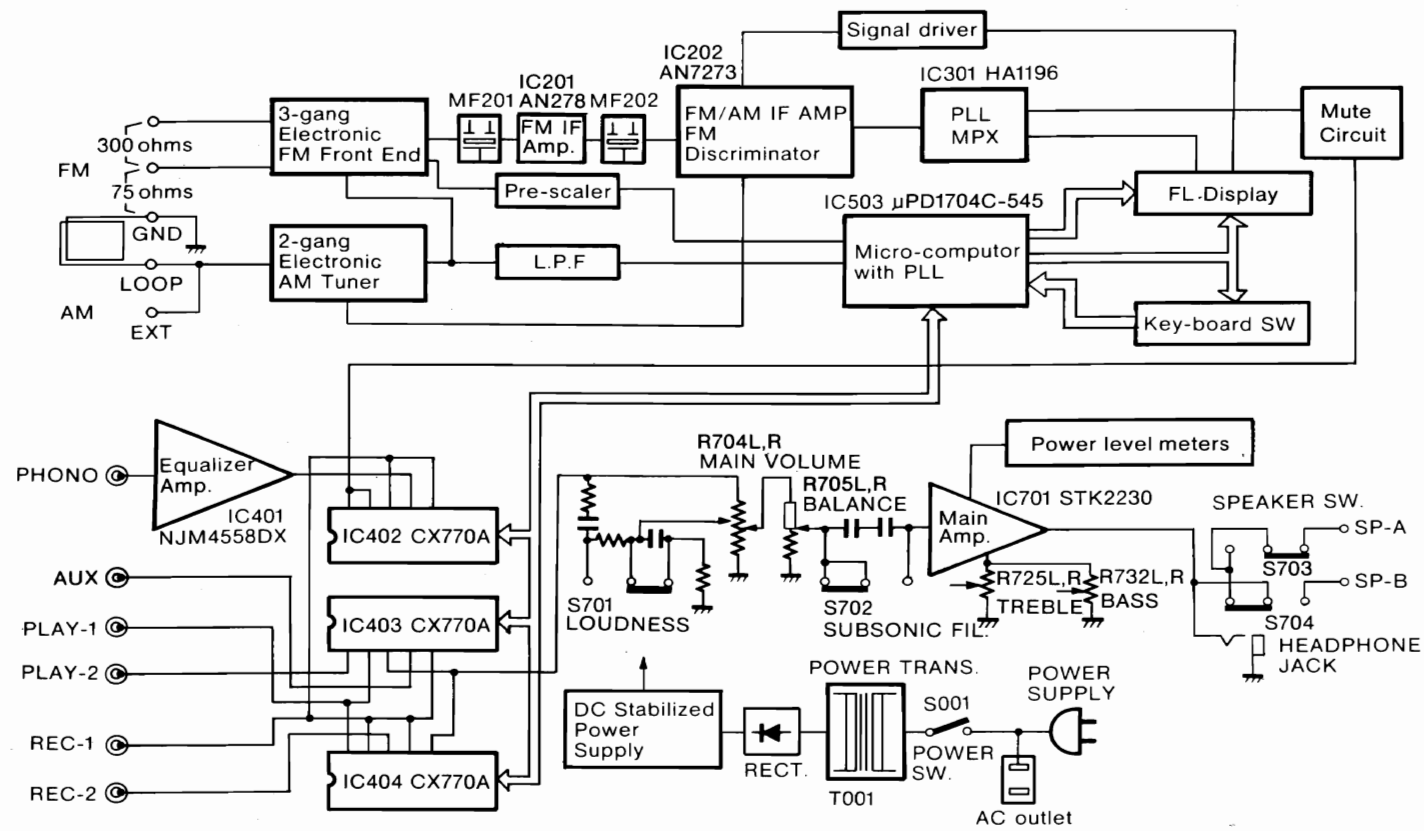 Signal driver
IC202
AN7273
IC201
AN278
MF201
MF202
IC301 HA1196
3-gang
Electronic
FM Front End
FM IF
Amp.
FM/AM IF AMP
FM
Discriminator
PLL
MPX
Mute
Circuit
300 ohms
FM
75 ohms
GND
LOOP
AM
EXT
Pre-scaler
IC503 µPD1704C-545
FL.Display
2-gang
Electronic
AM Tuner
L.P.F
Micro-computor
with PLL
Key-board SW
PHONO
Equalizer
Amp.
IC401
NJM4558DX
IC402 CX770A
R704L,R
MAIN VOLUME
R705L,R
BALANCE
Power level meters
IC701 STK2230
Main
Amp.
SPEAKER SW.
SP-A
S703
SP-B
S704
HEADPHONE
JACK
AUX
PLAY-1
PLAY-2
IC403 CX770A
S701
LOUDNESS
S702
SUBSONIC FIL.
R725L,R
TREBLE
R732L,R
BASS
REC-1
REC-2
IC404 CX770A
DC Stabilized
Power
Supply
RECT.
POWER TRANS.
T001
S001
POWER
SW.
POWER
SUPPLY
AC outlet